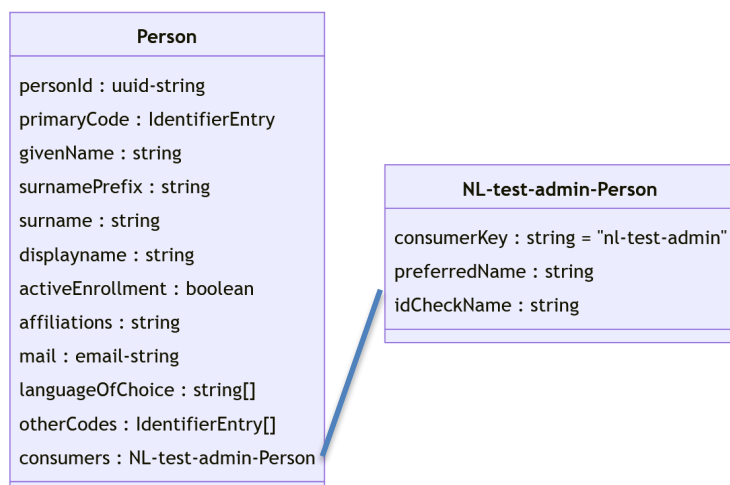 Person
personId : uuid-string
primaryCode : IdentifierEntry
givenName : string
surnamePrefix : string
surname : string
displayname : string
activeEnrollment : boolean
affiliations : string
mail : email-string
languageOfChoice : string[]
otherCodes : IdentifierEntry[]
consumers : NL-test-admin-Person
NL-test-admin-Person
consumerKey : string = "nl-test-admin"
preferredName : string
idCheckName : string